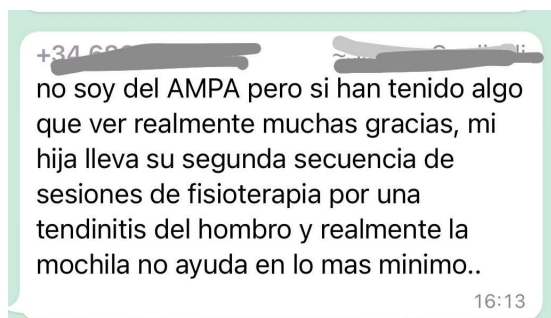 +34
no soy del AMPA pero si han tenido algo
que ver realmente muchas gracias, mi
hija lleva su segunda secuencia de
sesiones de fisioterapia por una
tendinitis del hombro y realmente la
mochila no ayuda en lo mas minimo..
16:13